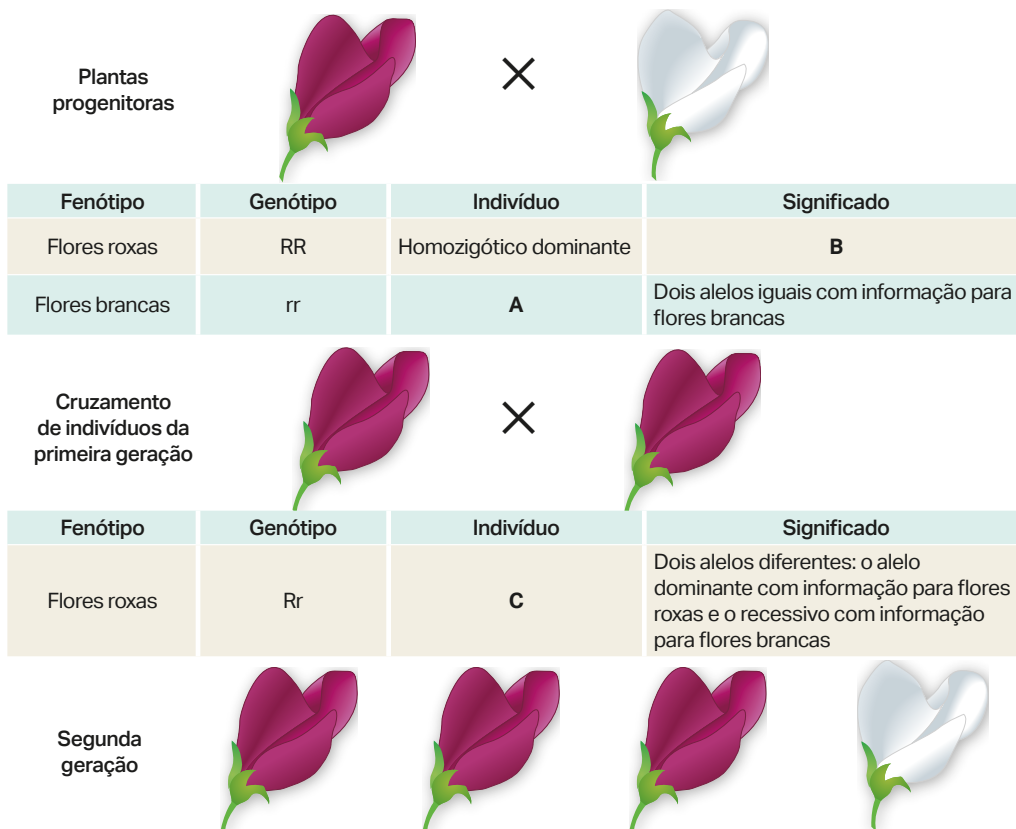 Plantas
progenitoras
Fenótipo Genótipo Indivíduo Significado
Flores roxas RR Homozigótico dominante B
Flores brancas rr A Dois alelos iguais com informação para
flores brancas
Cruzamento
de indivíduos da
primeira geração
Fenótipo Genótipo Indivíduo Significado
Flores roxas Rr C Dois alelos diferentes: o alelo
dominante com informação para flores
roxas e o recessivo com informação
para flores brancas
Segunda
geração